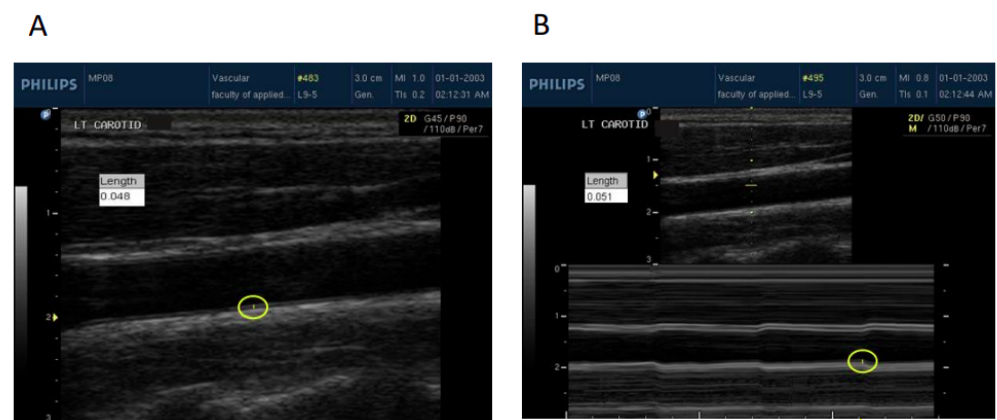 A
B
PHILIPS
MP08
Vascular
faculty of applied...
#483
L9-5
3.0 cm
Gen.
MI 1.0
TIs 0.2
01-01-2003
02:12:31 AM
LT CAROTID
2D G45/P90
/110dB/Per7
Length
0.048
1
2
3
PHILIPS
MP08
Vascular
faculty of applied...
#495
L9-5
3.0 cm
Gen.
MI 0.8
TIs 0.1
01-01-2003
02:12:44 AM
LT CAROTID
2D/ G50/P90
M /110dB/Per7
0
Length
0.051
1
2
3
0
1
2